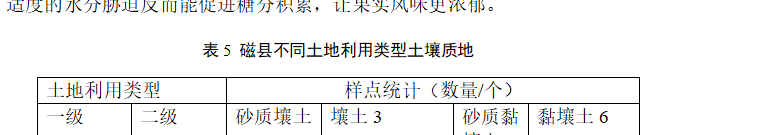 适度的水分胁迫反而能促进糖分积累，让果实风味更浓郁。
表 5 磁县不同土地利用类型土壤质地
土地利用类型 样点统计（数量/个）
一级 二级 砂质壤土 壤土 3 砂质黏 黏壤土 6